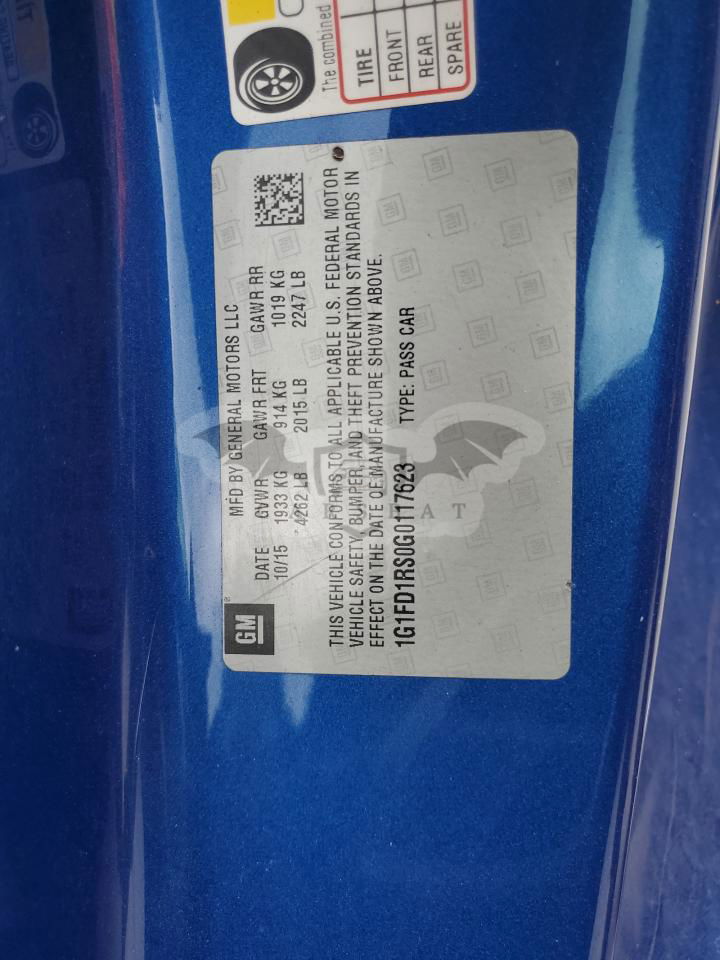 The combined
TIRE
FRONT
REAR
SPARE
GM
MFD BY GENERAL MOTORS LLC
DATE GVWR GAWR FRT GAWR RR
10/15 1933 KG 914 KG 1019 KG
4262 LB 2015 LB 2247 LB
THIS VEHICLE CONFORMS TO ALL APPLICABLE U.S. FEDERAL MOTOR
VEHICLE SAFETY, BUMPER, AND THEFT PREVENTION STANDARDS IN
EFFECT ON THE DATE OF MANUFACTURE SHOWN ABOVE.
1G1FD1RS0G0117623 TYPE: PASS CAR